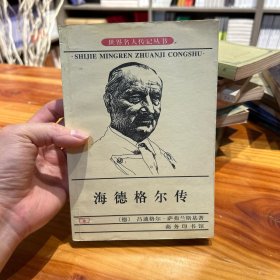 世界名人传记丛书
·SHIJIE MINGREN ZHUANJI CONGSHU·
海德格尔传
〔德〕 吕迪格尔·萨弗兰斯基著
商务印书馆